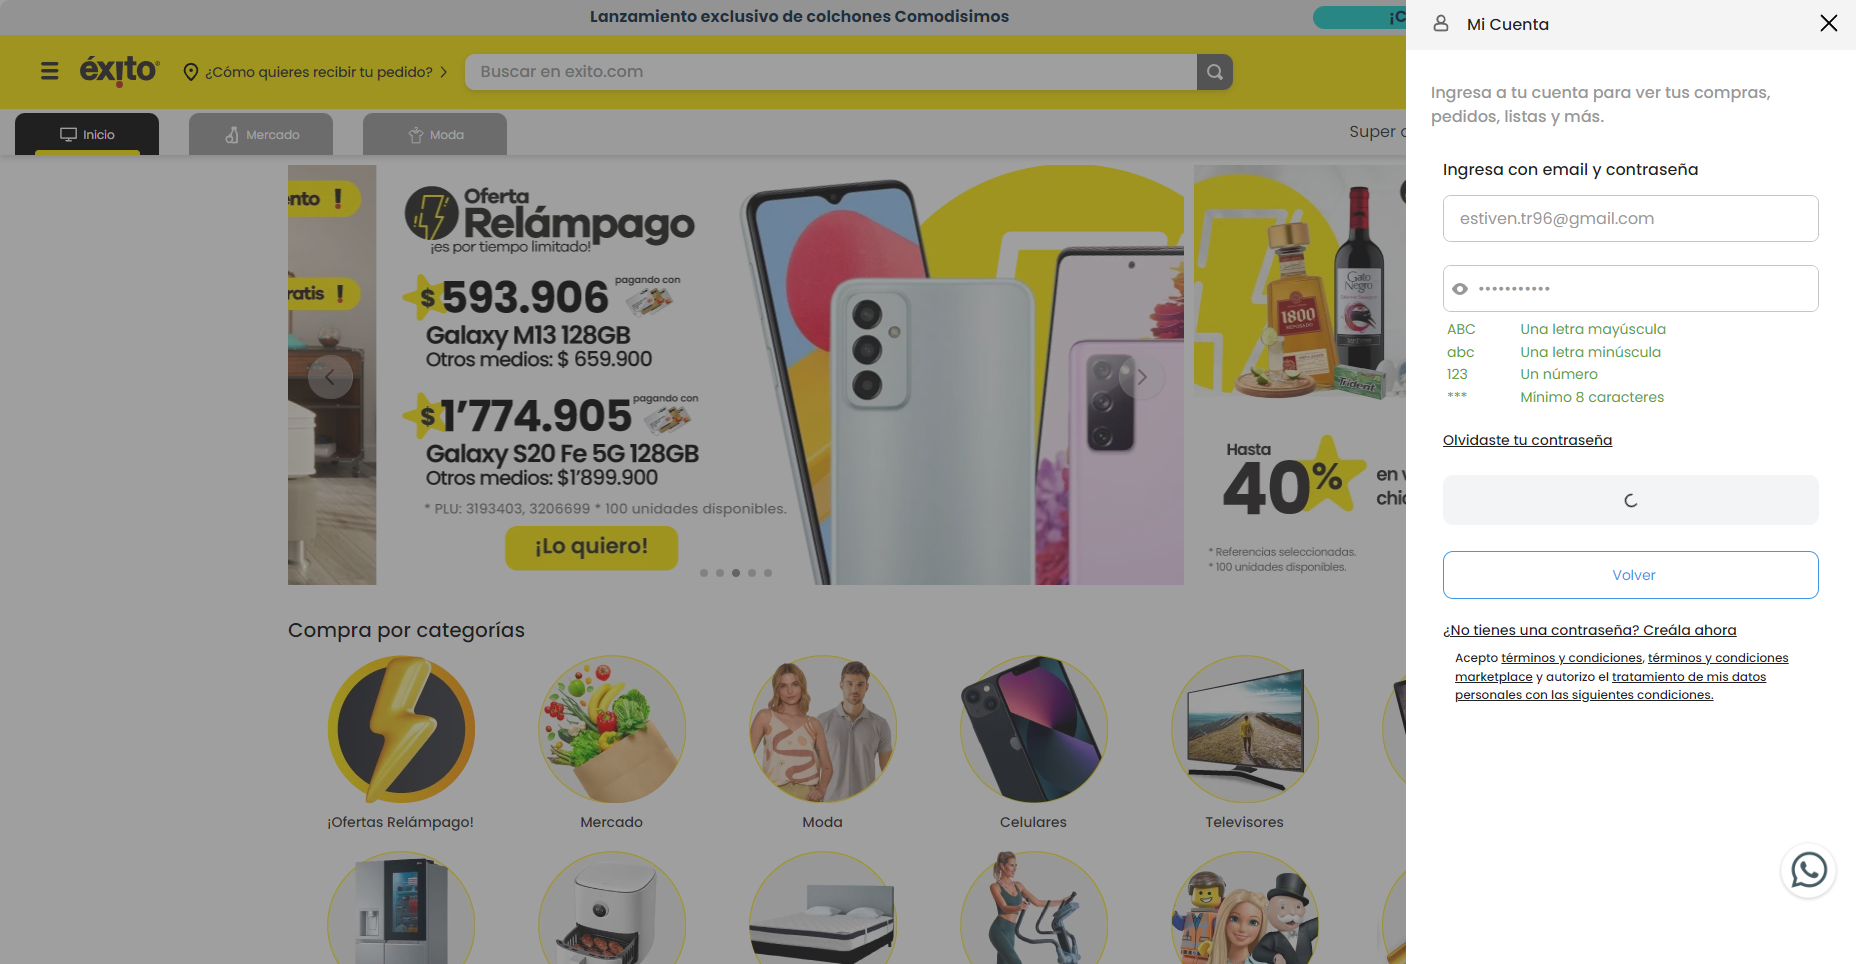 Lanzamiento exclusivo de colchones Comodisimos
¡C
éxito
¿Cómo quieres recibir tu pedido?
Buscar en exito.com
Inicio
Mercado
Moda
Super
nto !
ratis !
Oferta
Relámpago
¡es por tiempo limitado!
$593.906
pagando con
Galaxy M13 128GB
Otros medios: $ 659.900
$1'774.905
pagando con
Galaxy S20 Fe 5G 128GB
Otros medios: $1'899.900
* PLU: 3193403, 3206699 * 100 unidades disponibles.
¡Lo quiero!
1800
Gato
Negro
Trident
Hasta
40%
en v
chic
* Referencias seleccionadas.
* 100 unidades disponibles.
Compra por categorías
¡Ofertas Relámpago!
Mercado
Moda
Celulares
Televisores
Mi Cuenta
Ingresa a tu cuenta para ver tus compras,
pedidos, listas y más.
Ingresa con email y contraseña
estiven.tr96@gmail.com
•••••••••••
ABC Una letra mayúscula
abc Una letra minúscula
123 Un número
*** Mínimo 8 caracteres
Olvidaste tu contraseña
Volver
¿No tienes una contraseña? Creála ahora
Acepto términos y condiciones, términos y condiciones
marketplace y autorizo el tratamiento de mis datos
personales con las siguientes condiciones.